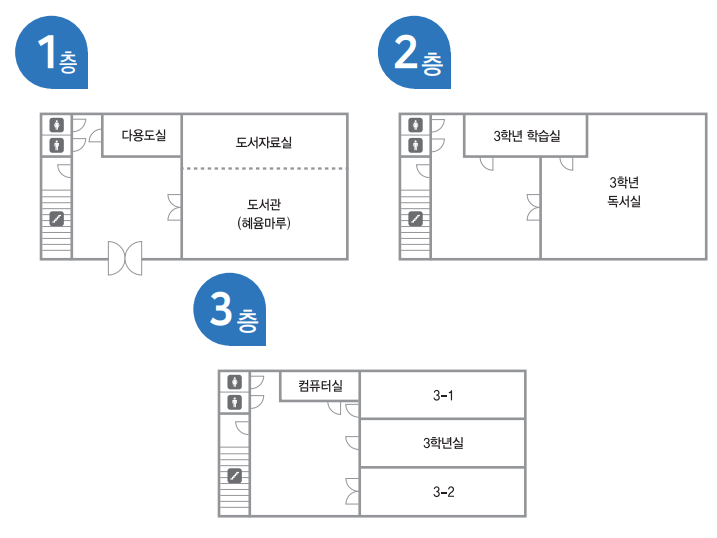 1층
다용도실
도서자료실
도서관
(혜윰마루)
2층
3학년 학습실
3학년
독서실
3층
컴퓨터실
3-1
3학년실
3-2